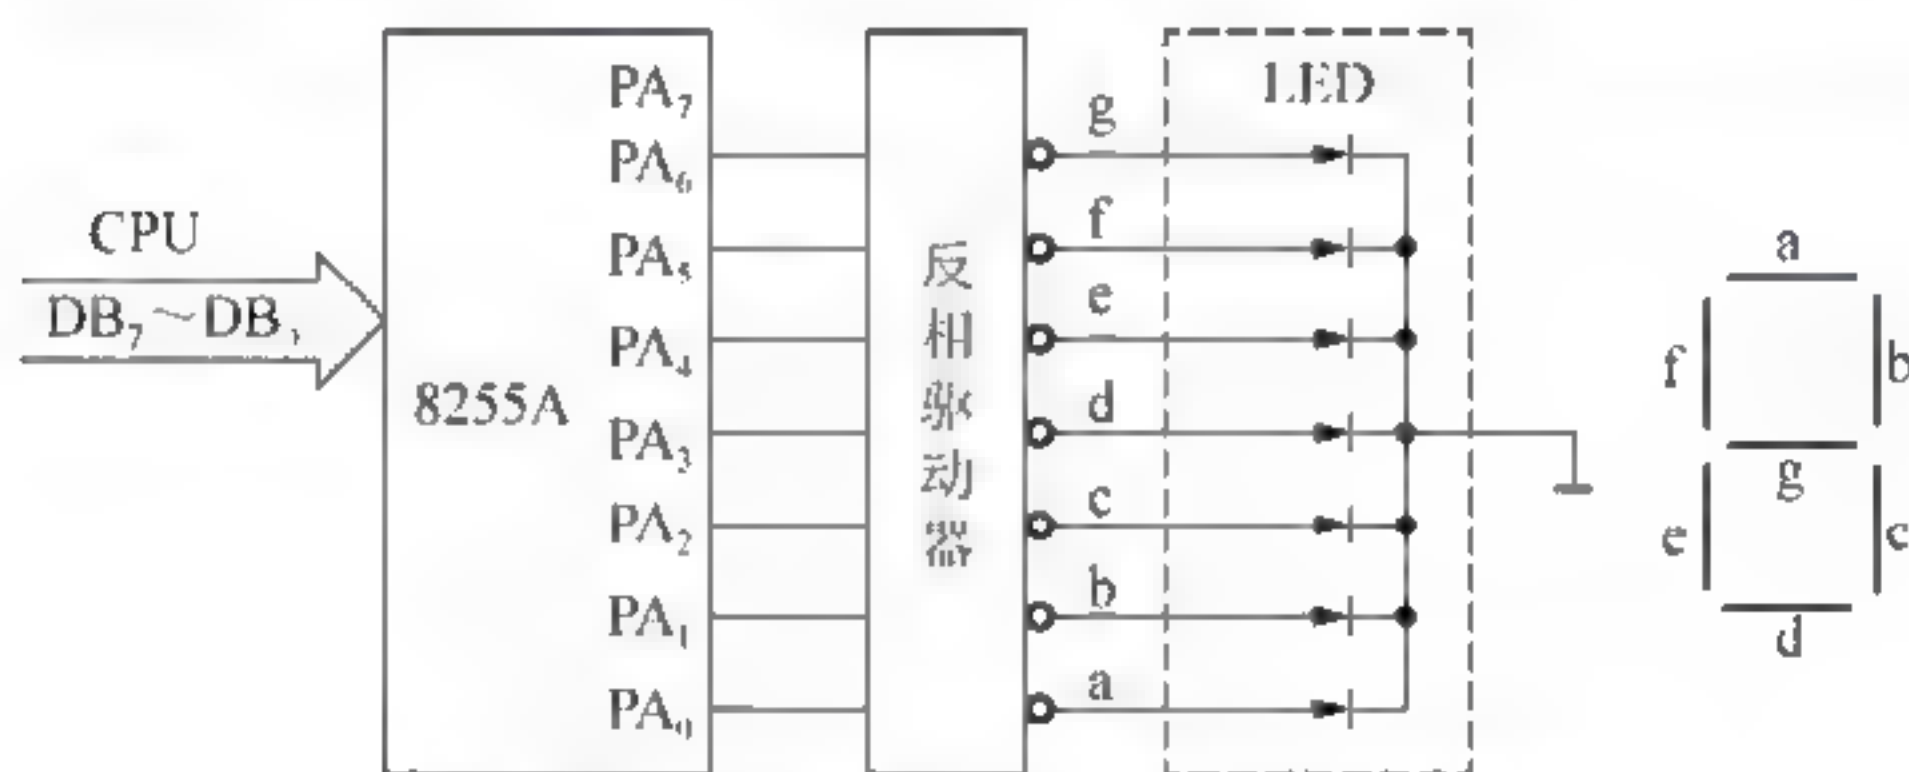 CPU
DB₇～DB
8255A
PA₇
PA₆
PA₅
PA₄
PA₃
PA₂
PA₁
PA₀
反相驱动器
g
f
e
d
c
b
a
LED
a
f
b
g
e
c
d